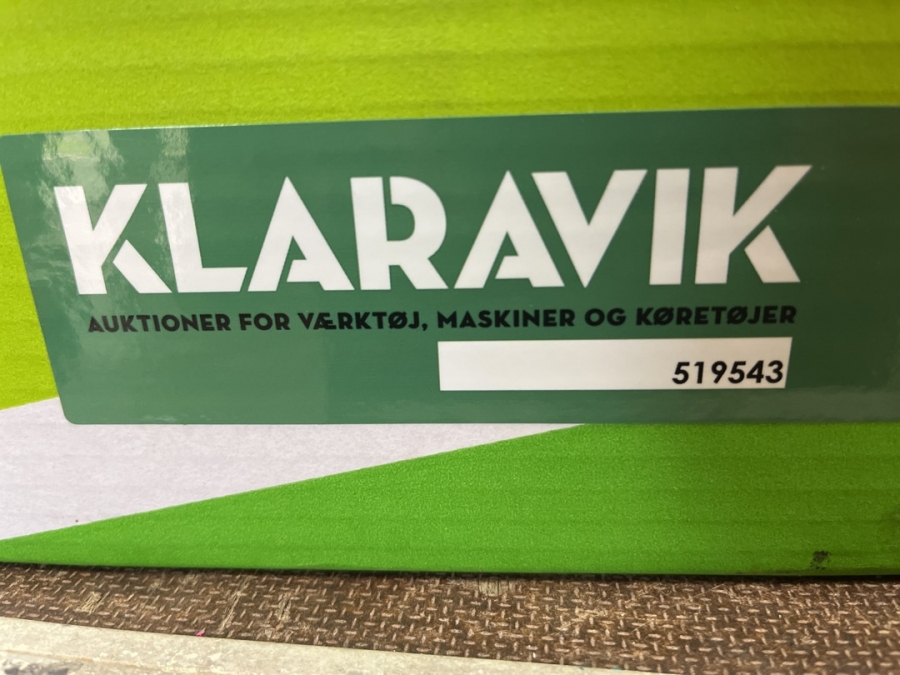 KLARAVIK
AUKTIONER FOR VÆRKTØJ, MASKINER OG KØRETØJER
519543